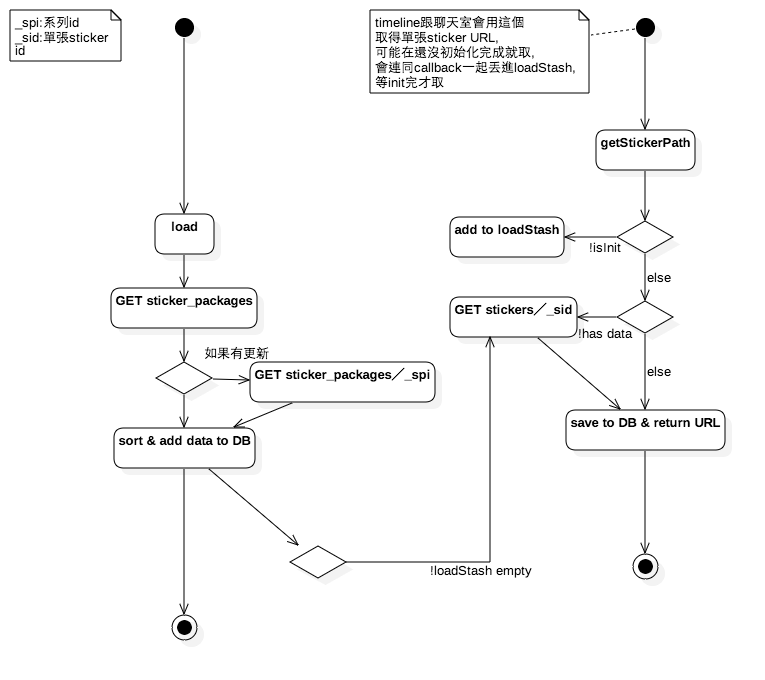 _spi:系列id
_sid:單張sticker
id
timeline跟聊天室會用這個
取得單張sticker URL,
可能在還沒初始化完成就取,
會連同callback一起丟進loadStash,
等init完才取
getStickerPath
load
add to loadStash
!isInit
else
GET sticker_packages
GET stickers／_sid
!has data
如果有更新
GET sticker_packages／_spi
else
save to DB & return URL
sort & add data to DB
!loadStash empty